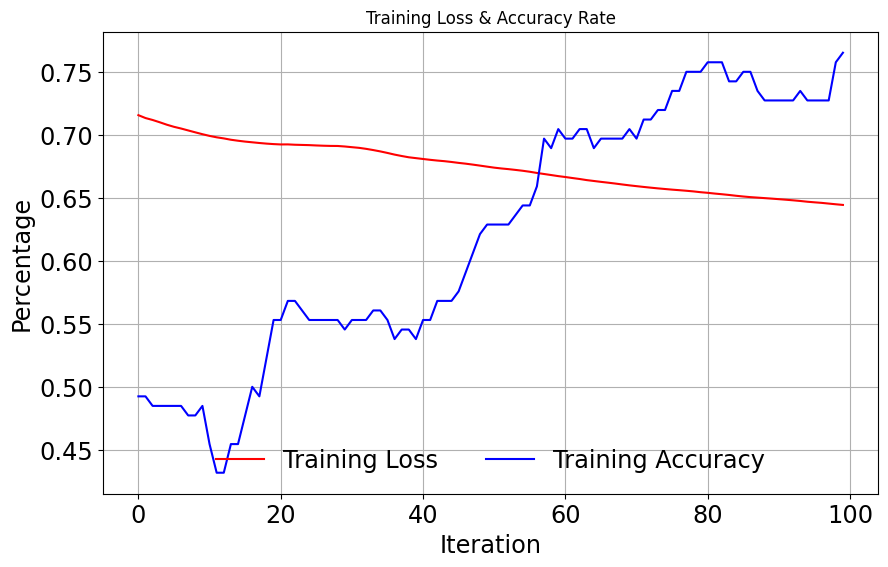 Training Loss & Accuracy Rate
Percentage
0.75
0.70
0.65
0.60
0.55
0.50
0.45
Training Loss
Training Accuracy
0 20 40 60 80 100
Iteration